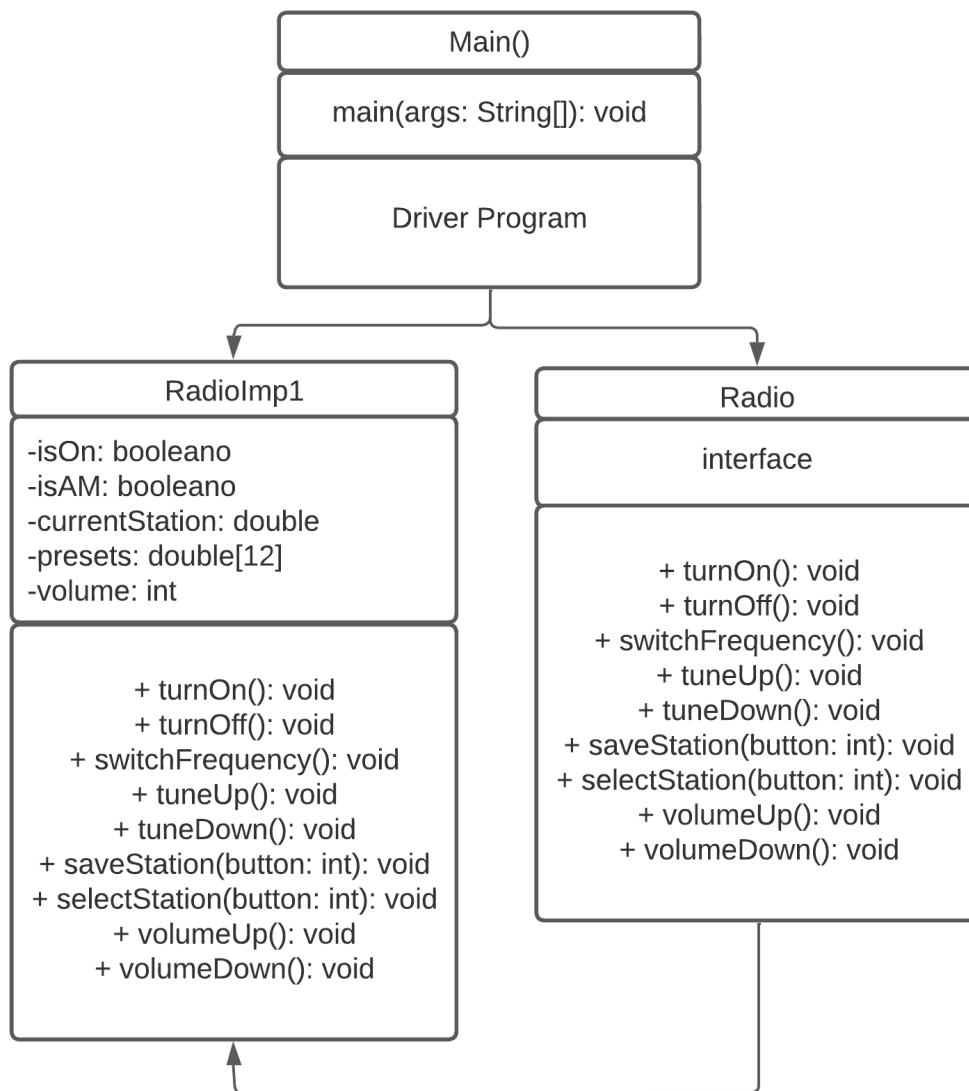 Main()
main(args: String[]): void
Driver Program
RadioImp1
-isOn: booleano
-isAM: booleano
-currentStation: double
-presets: double[12]
-volume: int
+ turnOn(): void
+ turnOff(): void
+ switchFrequency(): void
+ tuneUp(): void
+ tuneDown(): void
+ saveStation(button: int): void
+ selectStation(button: int): void
+ volumeUp(): void
+ volumeDown(): void
Radio
interface
+ turnOn(): void
+ turnOff(): void
+ switchFrequency(): void
+ tuneUp(): void
+ tuneDown(): void
+ saveStation(button: int): void
+ selectStation(button: int): void
+ volumeUp(): void
+ volumeDown(): void